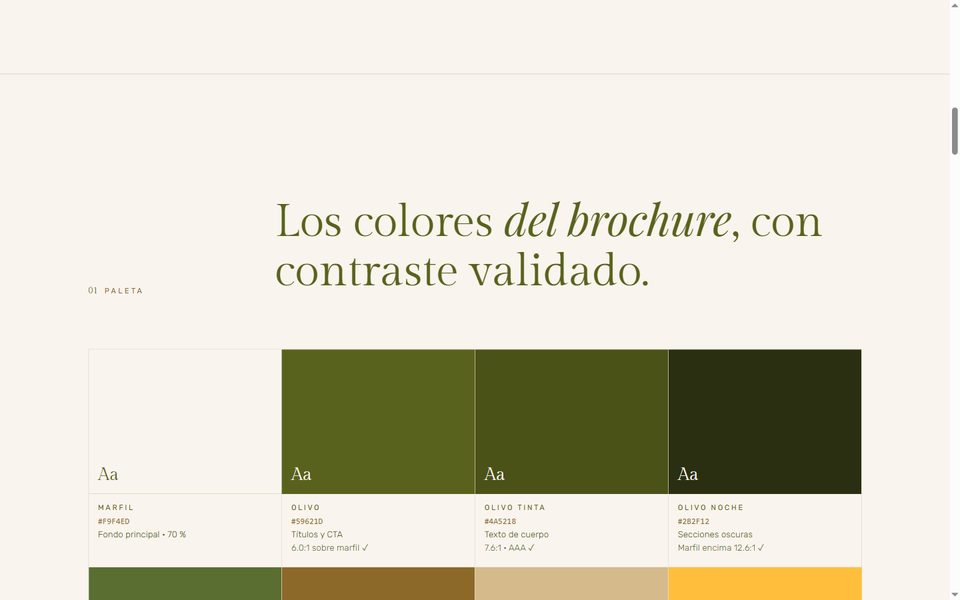 Los colores del brochure, con
contraste validado.
01 PALETA
Aa
Aa
Aa
Aa
MARFIL
#F9F4ED
Fondo principal • 70 %
OLIVO
#59621D
Títulos y CTA
6.0:1 sobre marfil ✓
OLIVO TINTA
#4A5218
Texto de cuerpo
7.6:1 • AAA ✓
OLIVO NOCHE
#2B2F12
Secciones oscuras
Marfil encima 12.6:1 ✓